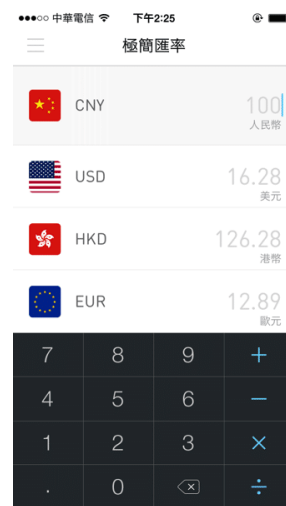 中華電信 下午2:25
極簡匯率
CNY 100
人民幣
USD 16.28
美元
HKD 126.28
港幣
EUR 12.89
歐元
7 8 9 +
4 5 6 −
1 2 3 ×
. 0 ÷